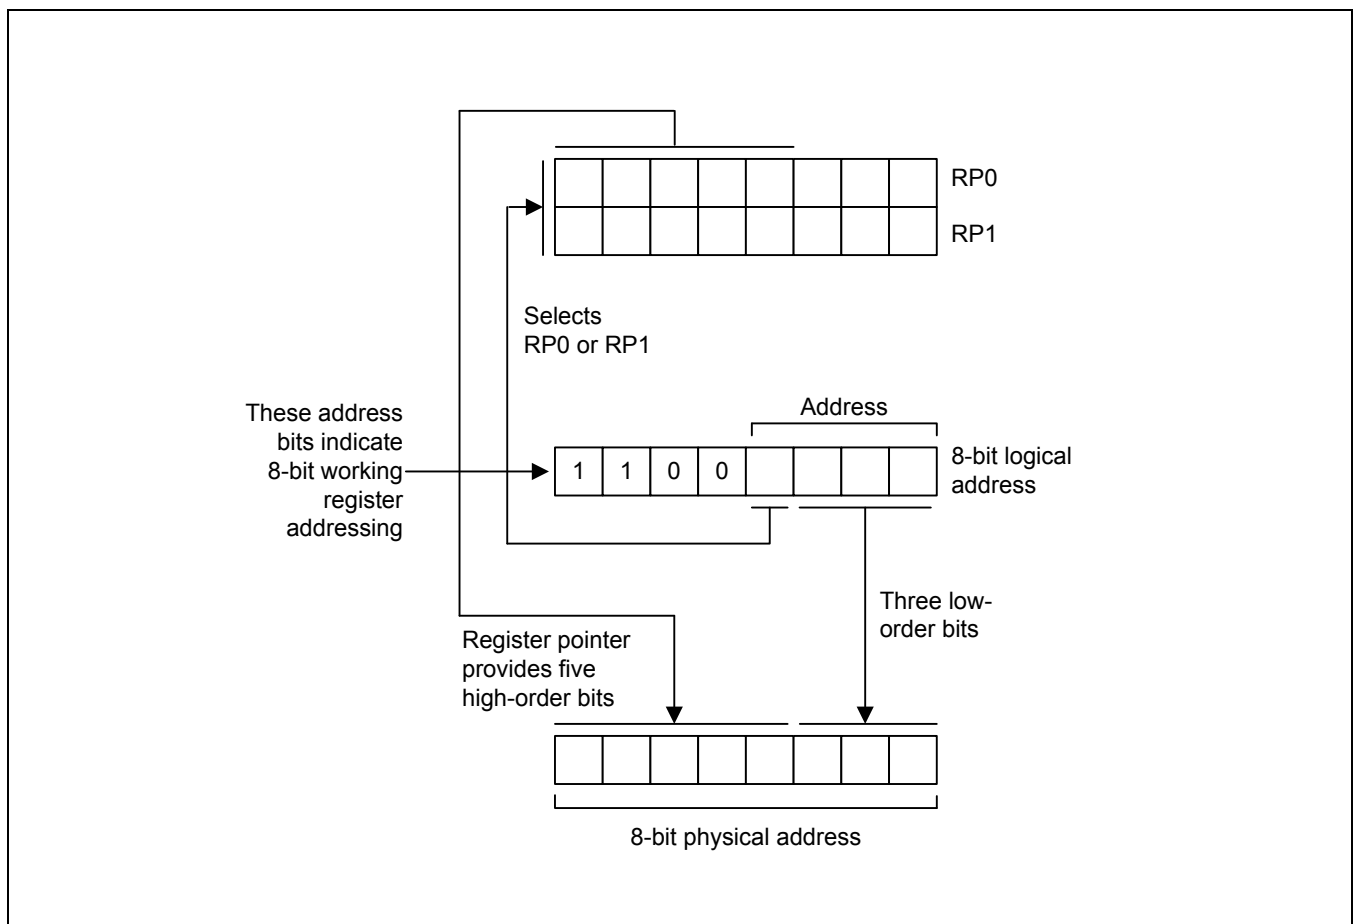 RP0
RP1
Selects
RP0 or RP1
These address
bits indicate
8-bit working
register
addressing
Address
1 1 0 0
8-bit logical
address
Three low-
order bits
Register pointer
provides five
high-order bits
8-bit physical address